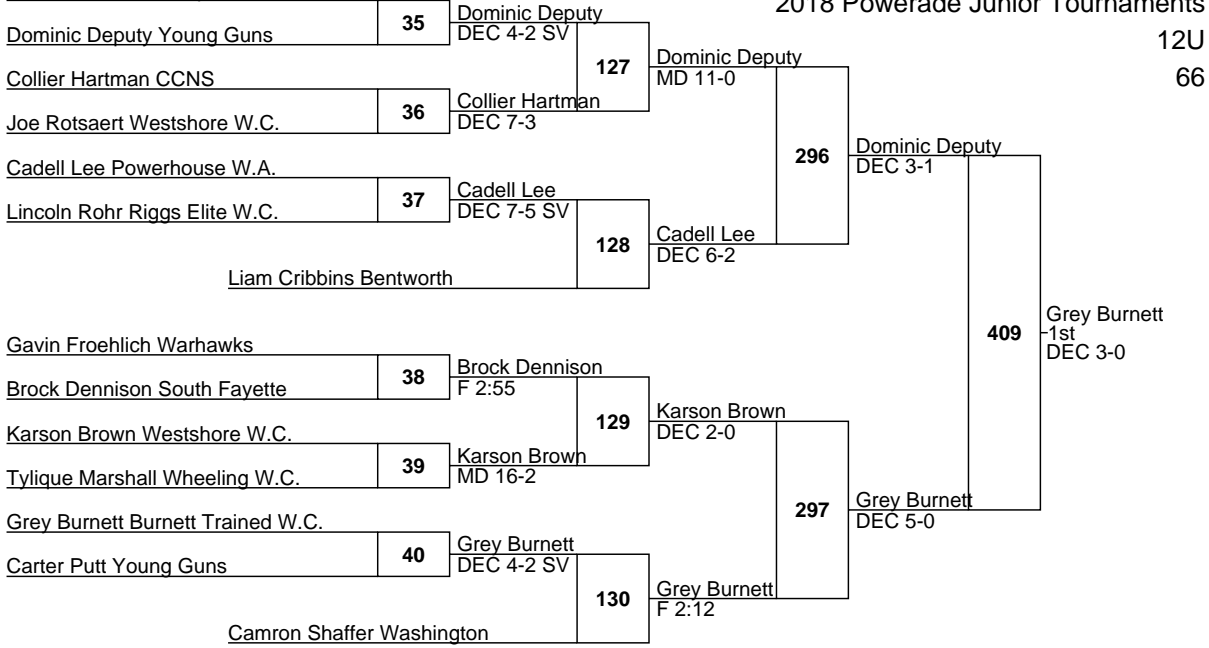 2018 Powerade Junior Tournaments
12U
66
Dominic Deputy Young Guns
35
Dominic Deputy
DEC 4-2 SV
Collier Hartman CCNS
Joe Rotsaert Westshore W.C.
36
Collier Hartman
DEC 7-3
127
Dominic Deputy
MD 11-0
Cadell Lee Powerhouse W.A.
Lincoln Rohr Riggs Elite W.C.
37
Cadell Lee
DEC 7-5 SV
Liam Cribbins Bentworth
128
Cadell Lee
DEC 6-2
296
Dominic Deputy
DEC 3-1
Gavin Froehlich Warhawks
Brock Dennison South Fayette
38
Brock Dennison
F 2:55
Karson Brown Westshore W.C.
Tylique Marshall Wheeling W.C.
39
Karson Brown
MD 16-2
129
Karson Brown
DEC 2-0
Grey Burnett Burnett Trained W.C.
Carter Putt Young Guns
40
Grey Burnett
DEC 4-2 SV
Camron Shaffer Washington
130
Grey Burnett
F 2:12
297
Grey Burnett
DEC 5-0
409
Grey Burnett
1st
DEC 3-0